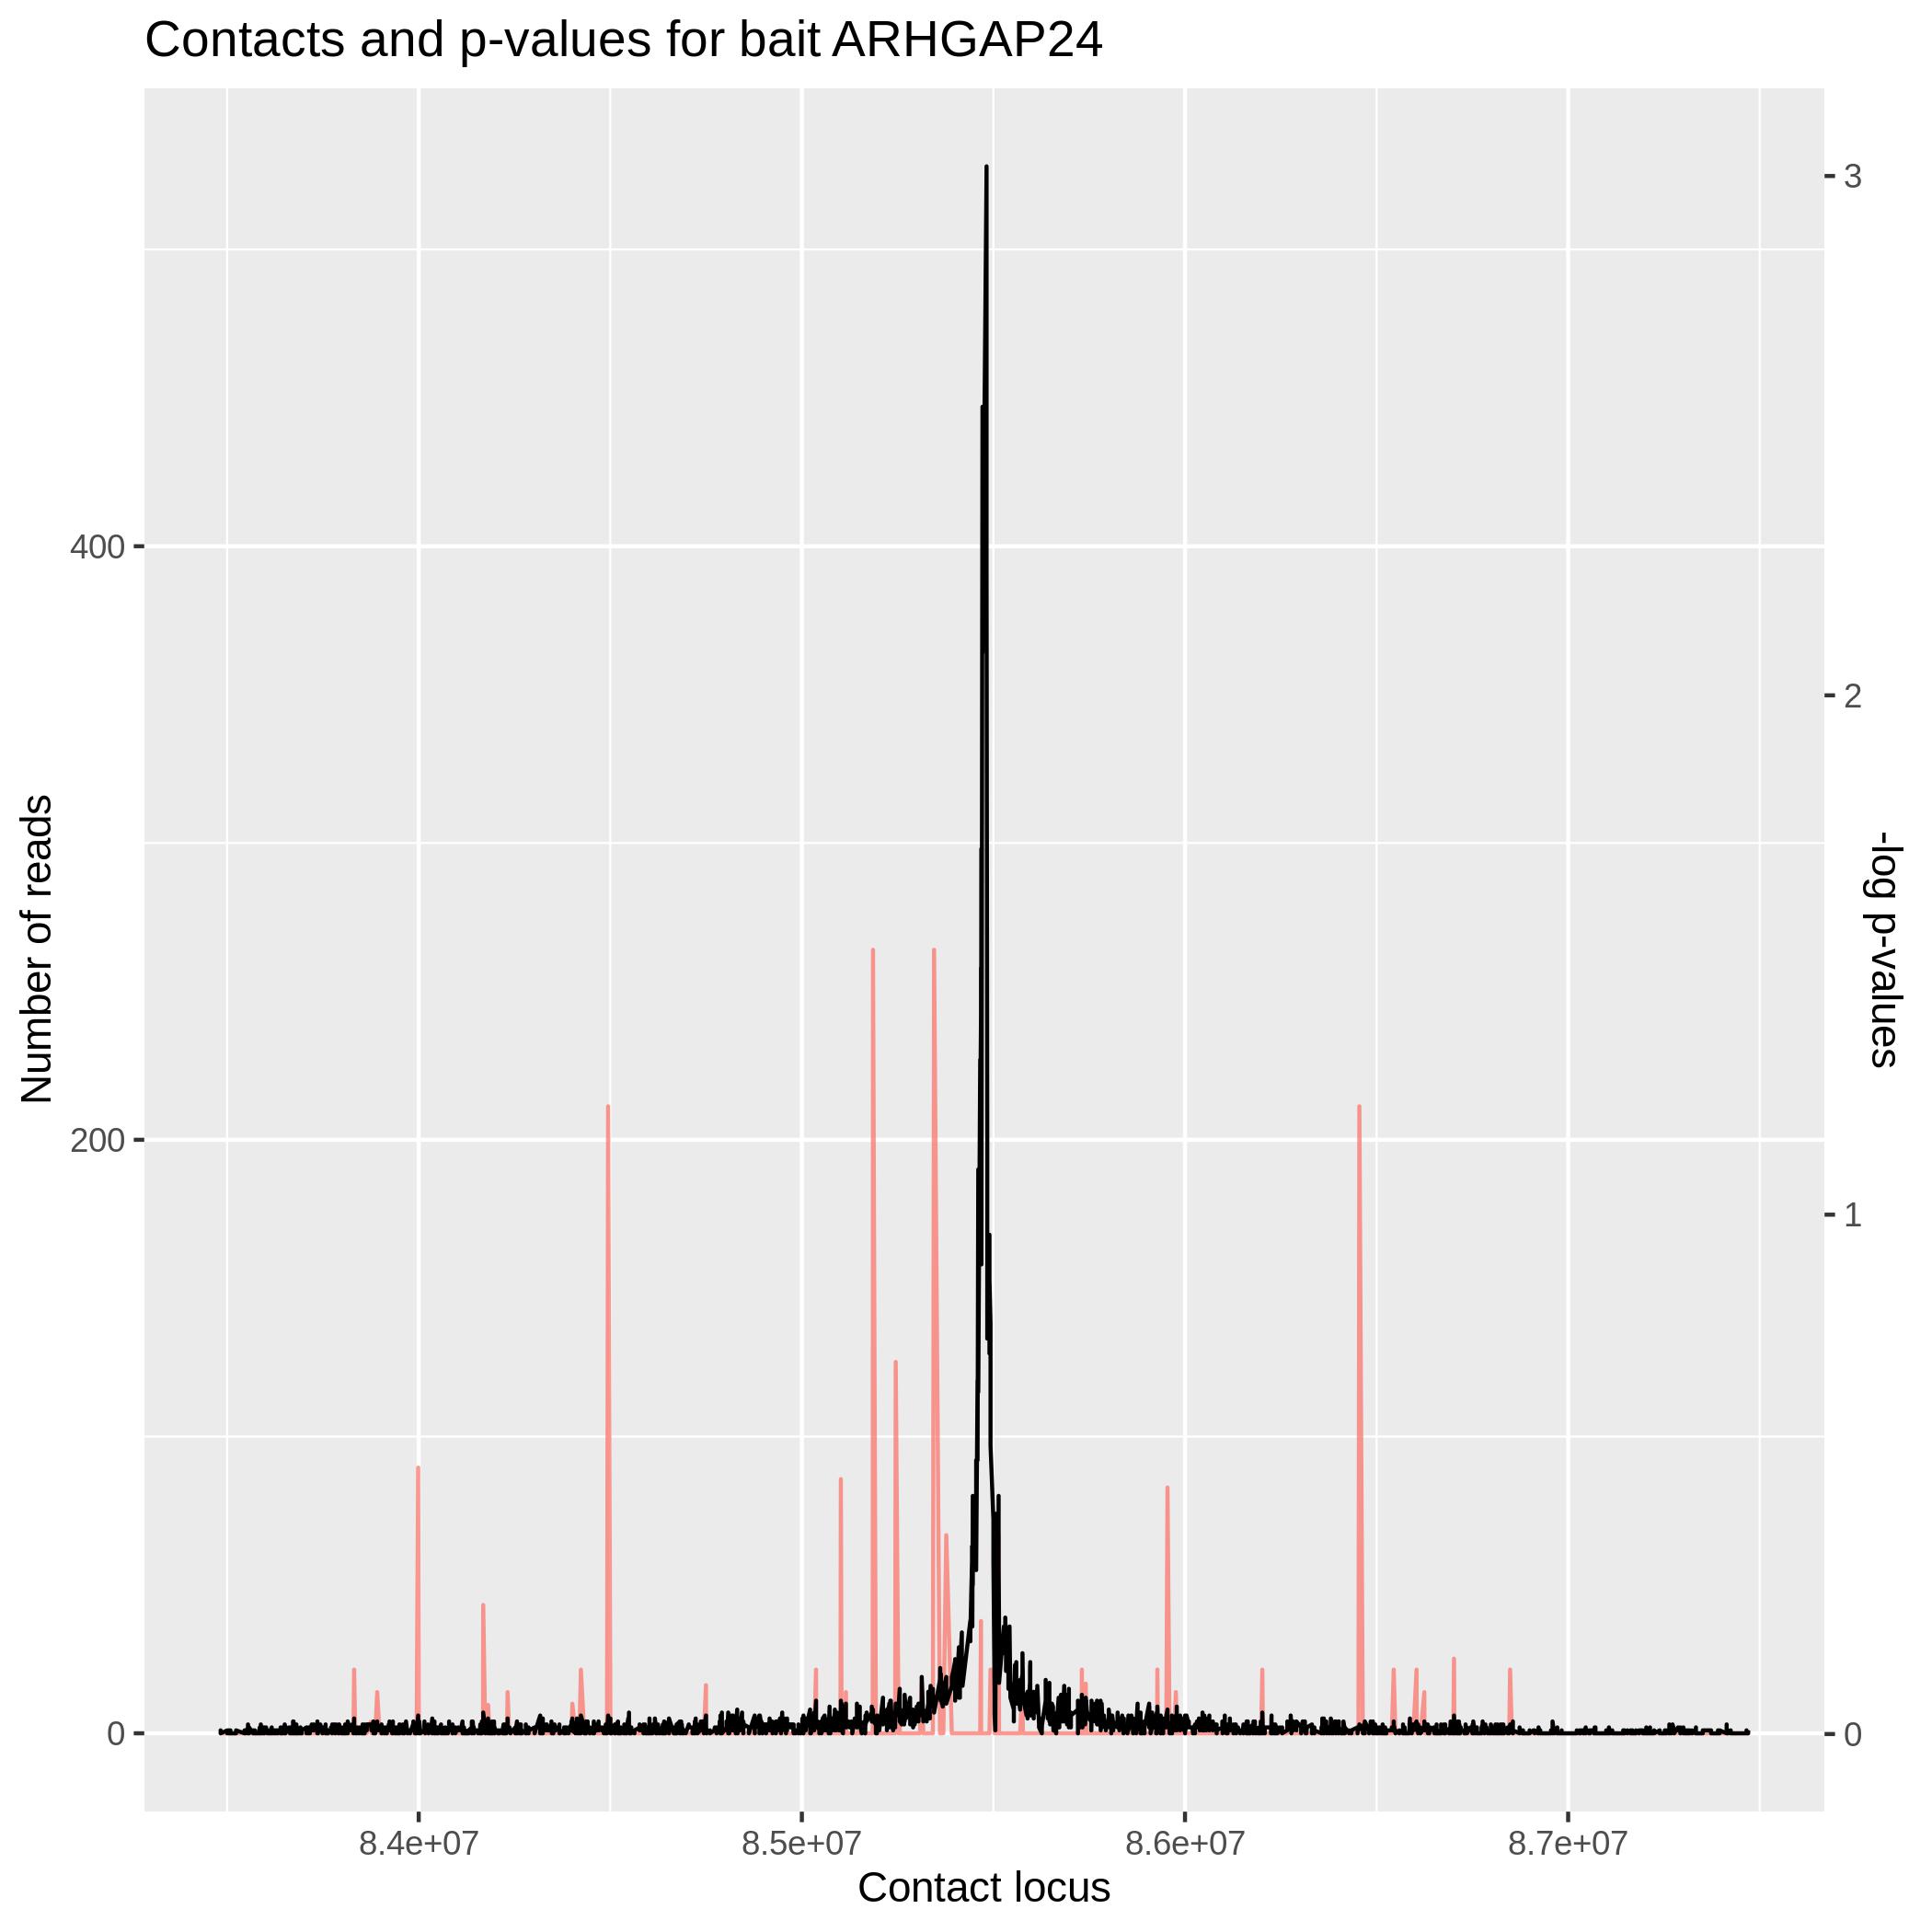 Contacts and p-values for bait ARHGAP24
Number of reads
400
200
0
3
2
1
0
-log p-values
8.4e+07
8.5e+07
8.6e+07
8.7e+07
Contact locus